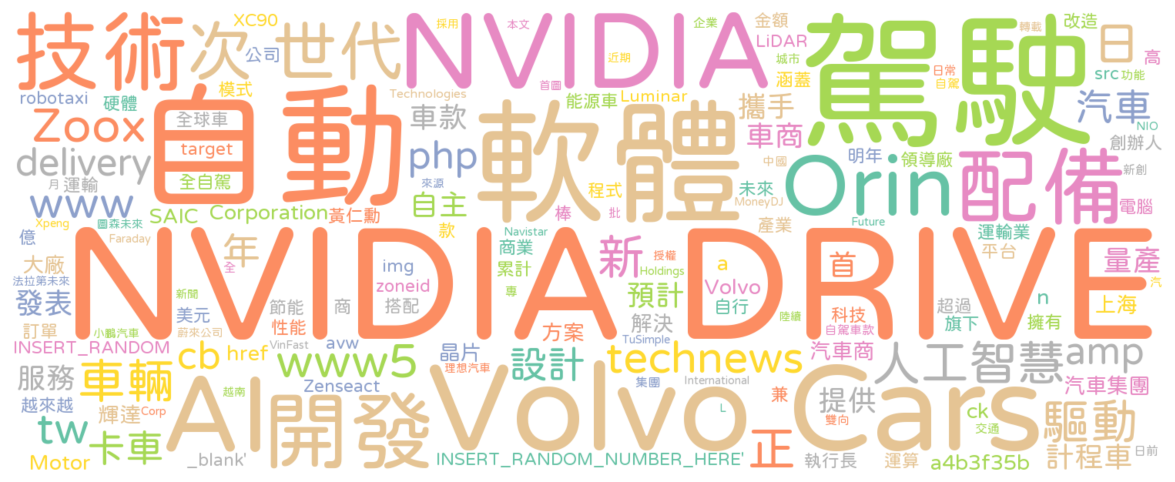 技術
次
世代
NVIDIA
駕駛
日
XC90
公司
採用
本文
企業
金額
改造
轉載
LiDAR
城市
高
robotaxi
硬體
模式
首圖
近期
涵蓋
日常
src
功能
Technologies
能源車
Luminar
自駕
Zoox
全球車
自動
車款
軟體
攜手
汽車
NIO
target
車商
創辦人
delivery
php
中國
明年
領導廠
配備
新創
月
運輸
全自駕
來源
程式
未來
Orin
電腦
www
SAIC
Corporation
黃仁勳
自主
棒
批
MoneyDJ
Future
Xpeng
圖森未來
款
Navistar
產業
運輸業
億
Faraday
年
商業
新
授權
首
平台
大廠
全
img
累計
Holdings
a
量產
法拉第未來
zoneid
Volvo
汽
NVIDIA DRIVE
發表
新聞
節能
商
搭配
專
預計
自行
陸續
n
超過
上海
訂單
小鵬汽車
美元
性能
方案
解決
科技
旗下
擁有
蔚來公司
VinFast
avw
TuSimple
自駕車款
INSERT_RANDOM
cb
href
www5
晶片
設計
technews
汽車商
人工智慧
amp
理想汽車
服務
車輛
Zenseact
集團
International
汽車集團
越南
兼
提供
越來越
輝達
Corp
AI
開發
Volvo Cars
L
雙向
ck
驅動
交通
tw
卡車
正
Motor
_blank'
INSERT_RANDOM_NUMBER_HERE'
執行長
運算
a4b3f35b
計程車
日前